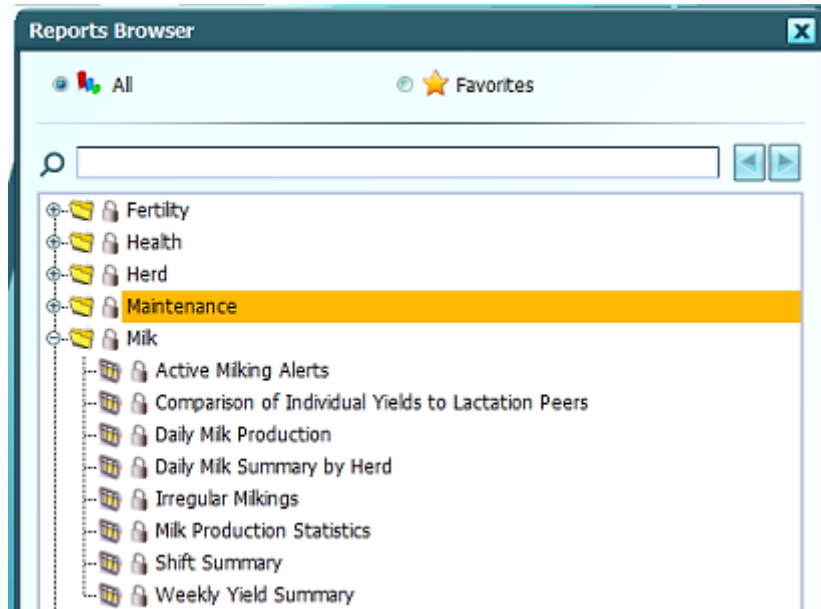 Reports Browser
All
Favorites
Fertility
Health
Herd
Maintenance
Milk
Active Milking Alerts
Comparison of Individual Yields to Lactation Peers
Daily Milk Production
Daily Milk Summary by Herd
Irregular Milkings
Milk Production Statistics
Shift Summary
Weekly Yield Summary